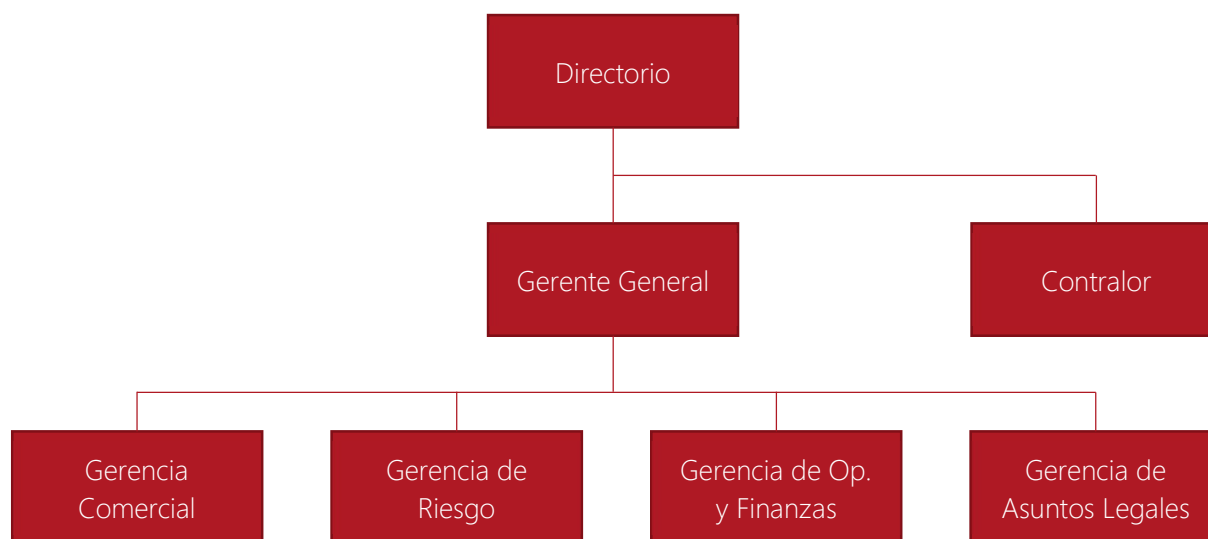 Directorio
Gerente General
Contralor
Gerencia
Comercial
Gerencia de
Riesgo
Gerencia de Op.
y Finanzas
Gerencia de
Asuntos Legales